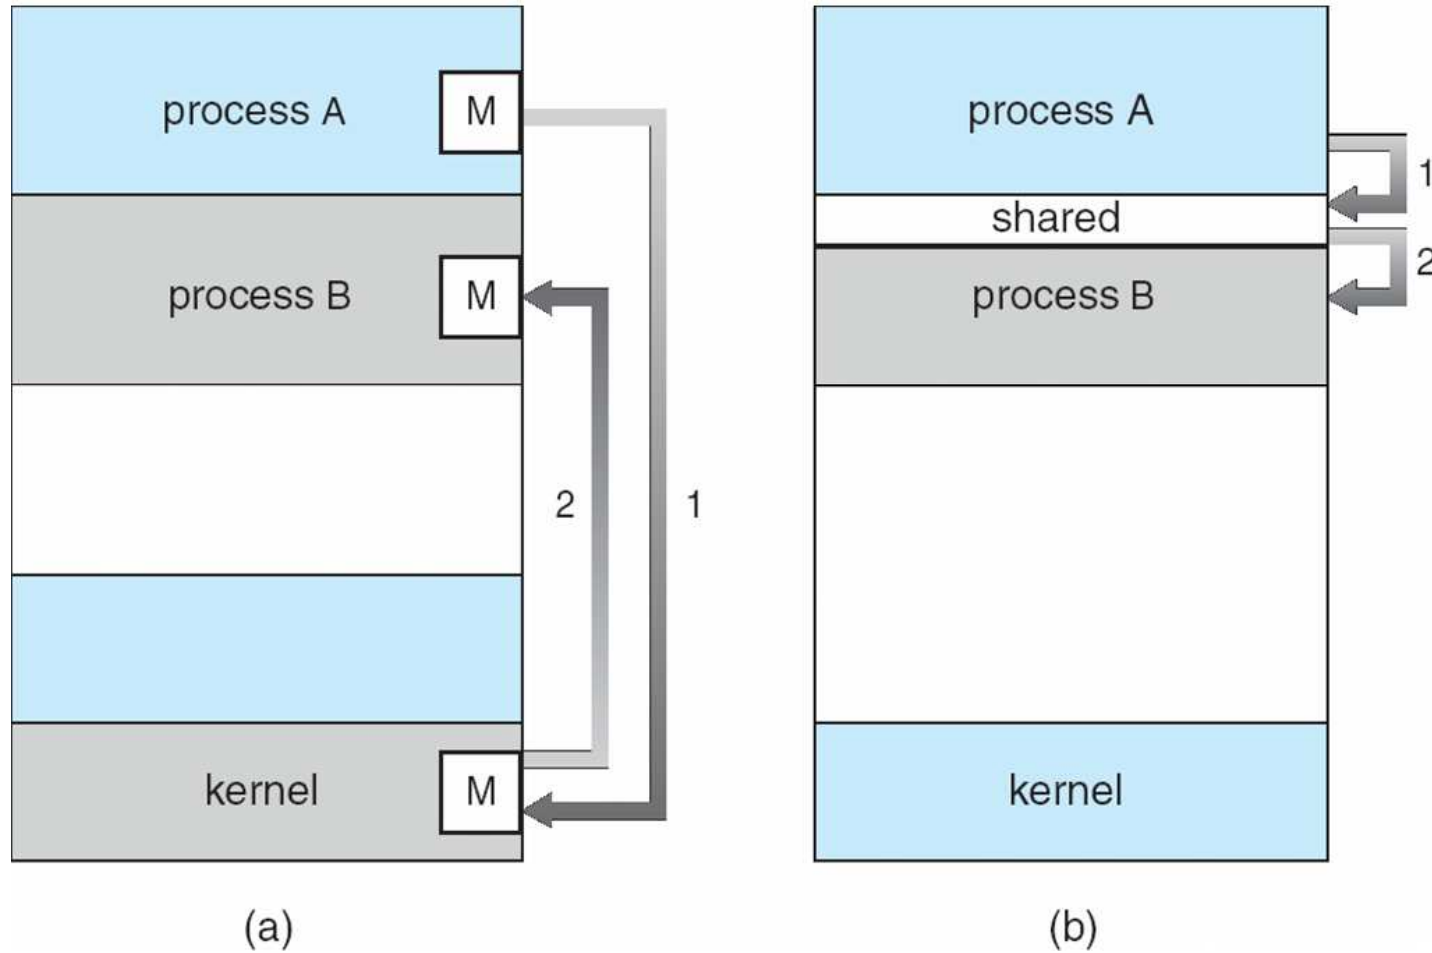 process A
M
process B
M
2
1
kernel
M
(a)
process A
1
shared
2
process B
kernel
(b)